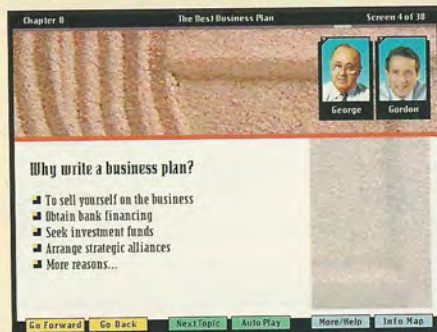 Chapter 8 The Best Business Plan Screen 4 of 38
George Gordon
Why write a business plan?
To sell yourself on the business
Obtain bank financing
Seek investment funds
Arrange strategic alliances
More reasons...
Go Forward Go Back Next Topic Auto Play More/Help Info Map